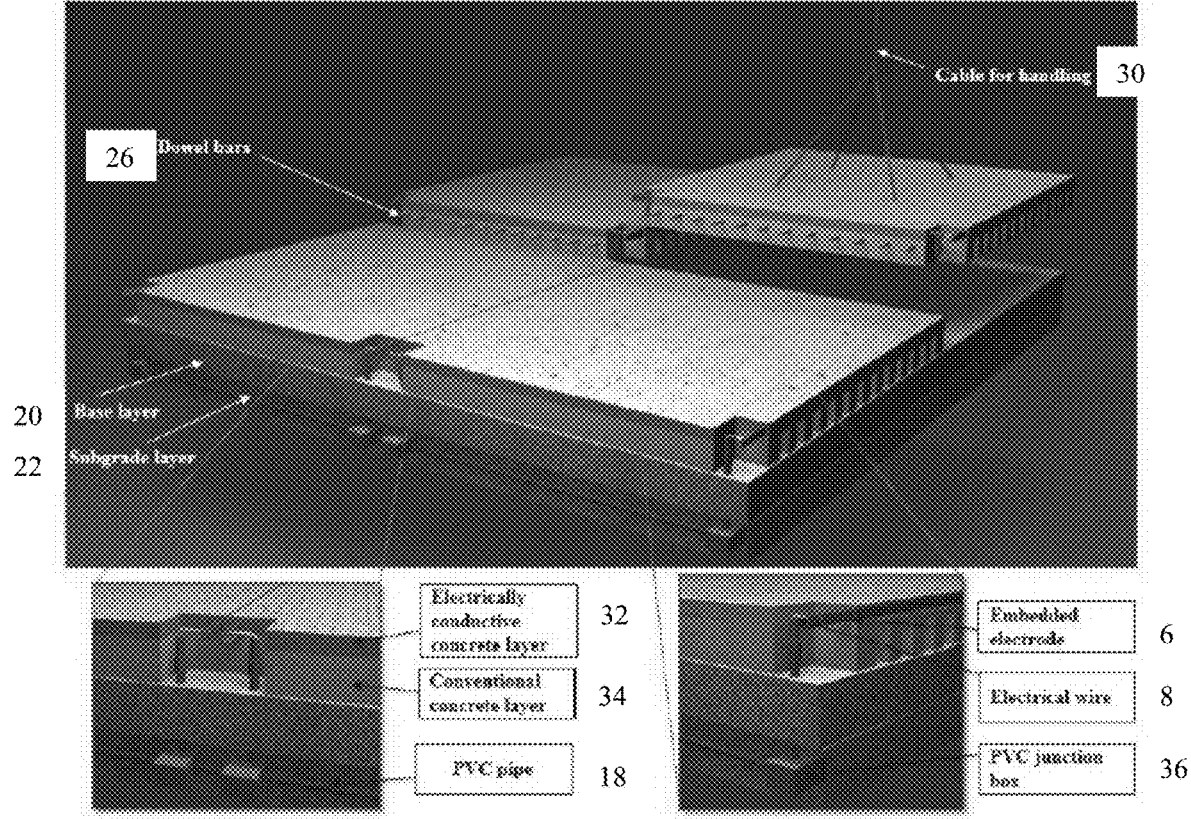 Cable for handling 30
26 Dowel bars
20 Base layer
22 Subgrade layer
Electrically
conductive
concrete layer
32
Conventional
concrete layer
34
PVC pipe 18
Embedded
electrode
6
Electrical wire 8
PVC junction
box
36